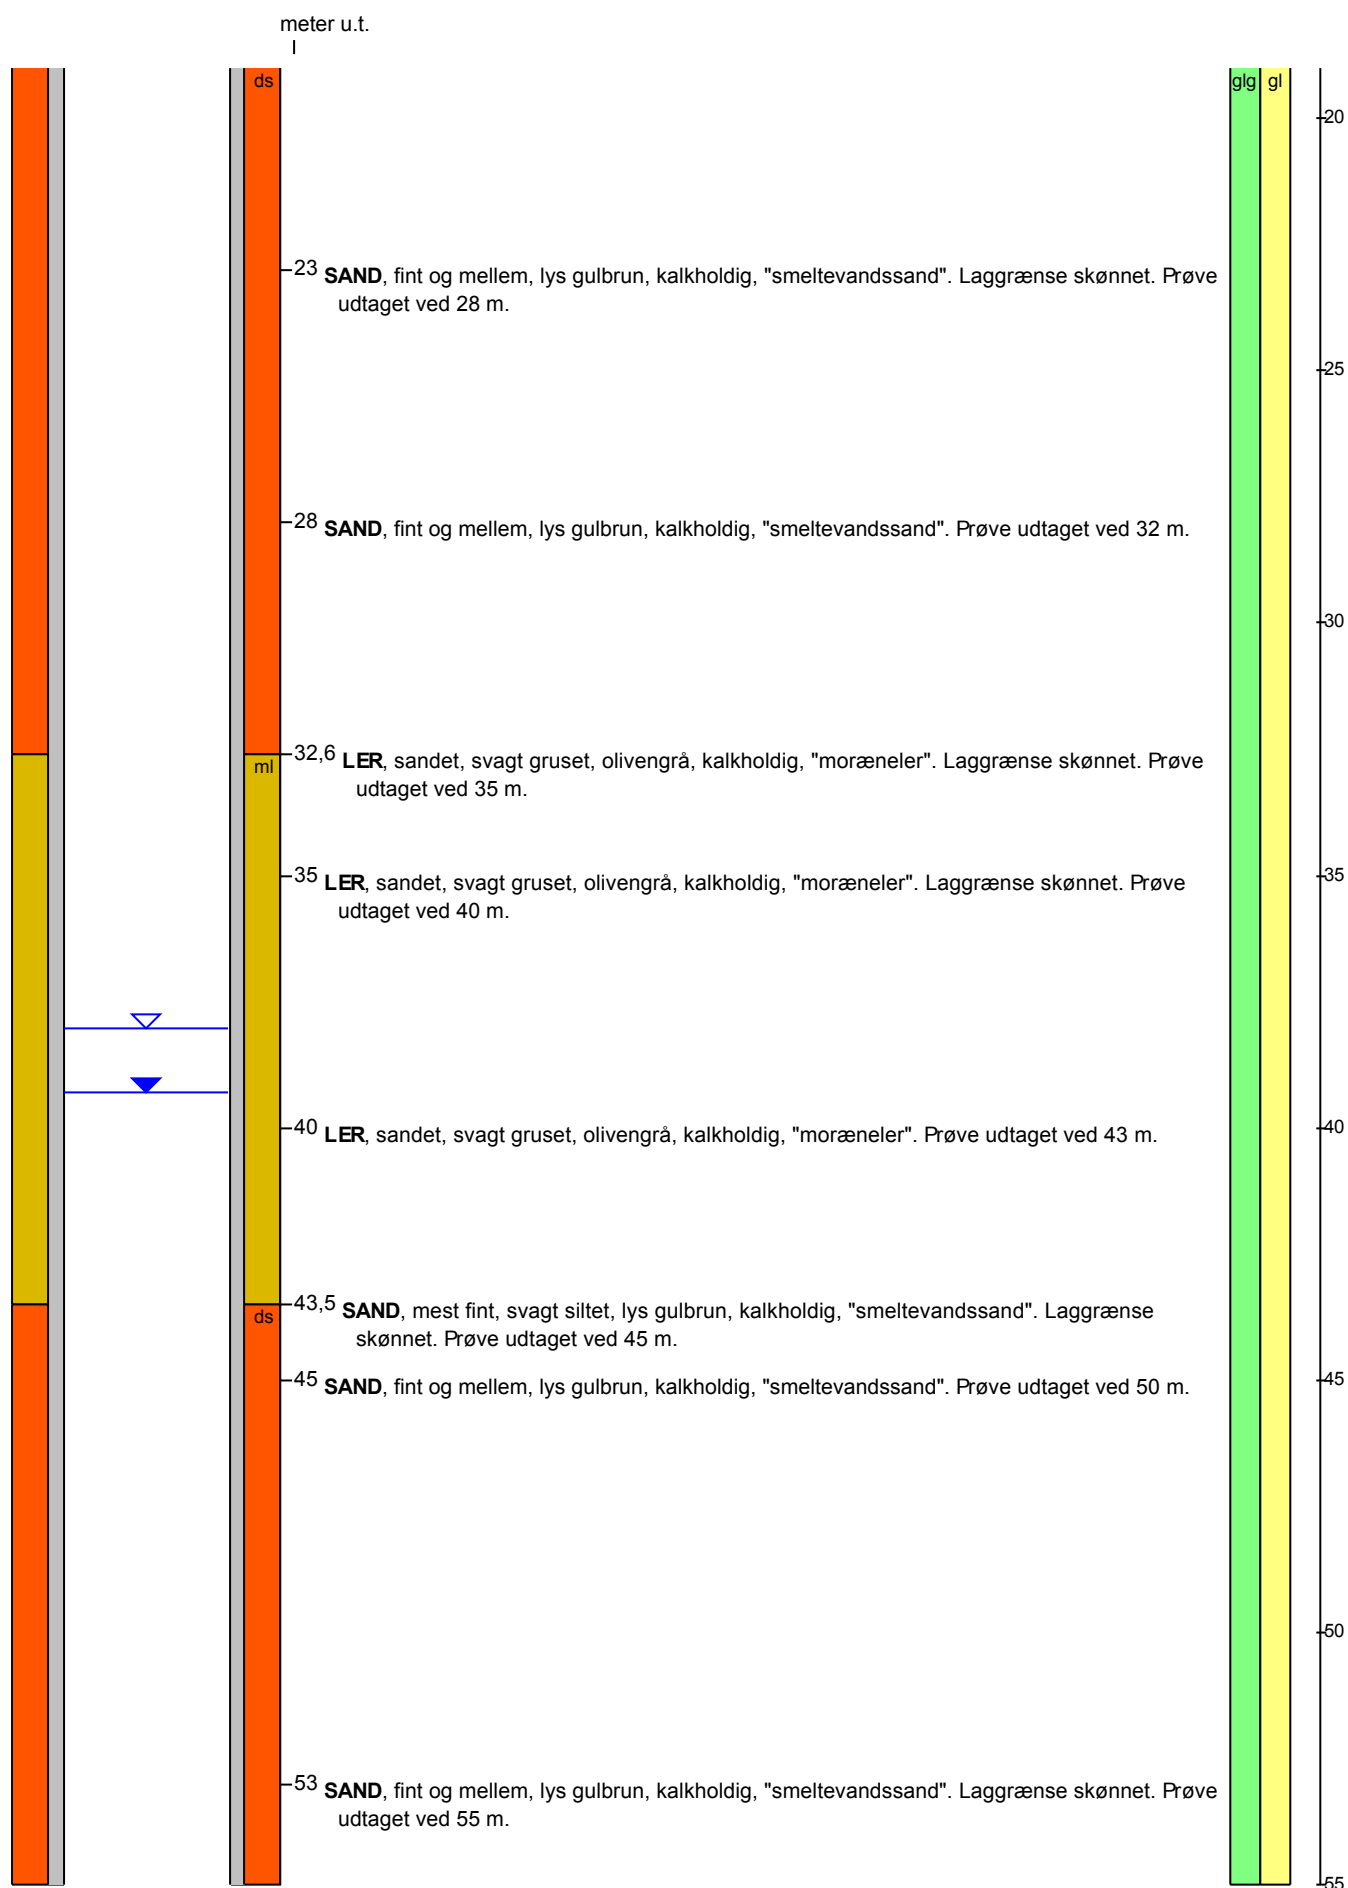 meter u.t.
ds
glg gl
20
23 SAND, fint og mellem, lys gulbrun, kalkholdig, "smeltevandssand". Laggrænse skønnet. Prøve
udtaget ved 28 m.
25
28 SAND, fint og mellem, lys gulbrun, kalkholdig, "smeltevandssand". Prøve udtaget ved 32 m.
30
32,6 LER, sandet, svagt gruset, olivengrå, kalkholdig, "moræneler". Laggrænse skønnet. Prøve
ml
udtaget ved 35 m.
35 LER, sandet, svagt gruset, olivengrå, kalkholdig, "moræneler". Laggrænse skønnet. Prøve
35
udtaget ved 40 m.
40 LER, sandet, svagt gruset, olivengrå, kalkholdig, "moræneler". Prøve udtaget ved 43 m.
40
43,5 SAND, mest fint, svagt siltet, lys gulbrun, kalkholdig, "smeltevandssand". Laggrænse
ds
skønnet. Prøve udtaget ved 45 m.
45 SAND, fint og mellem, lys gulbrun, kalkholdig, "smeltevandssand". Prøve udtaget ved 50 m.
45
50
53 SAND, fint og mellem, lys gulbrun, kalkholdig, "smeltevandssand". Laggrænse skønnet. Prøve
udtaget ved 55 m.
55